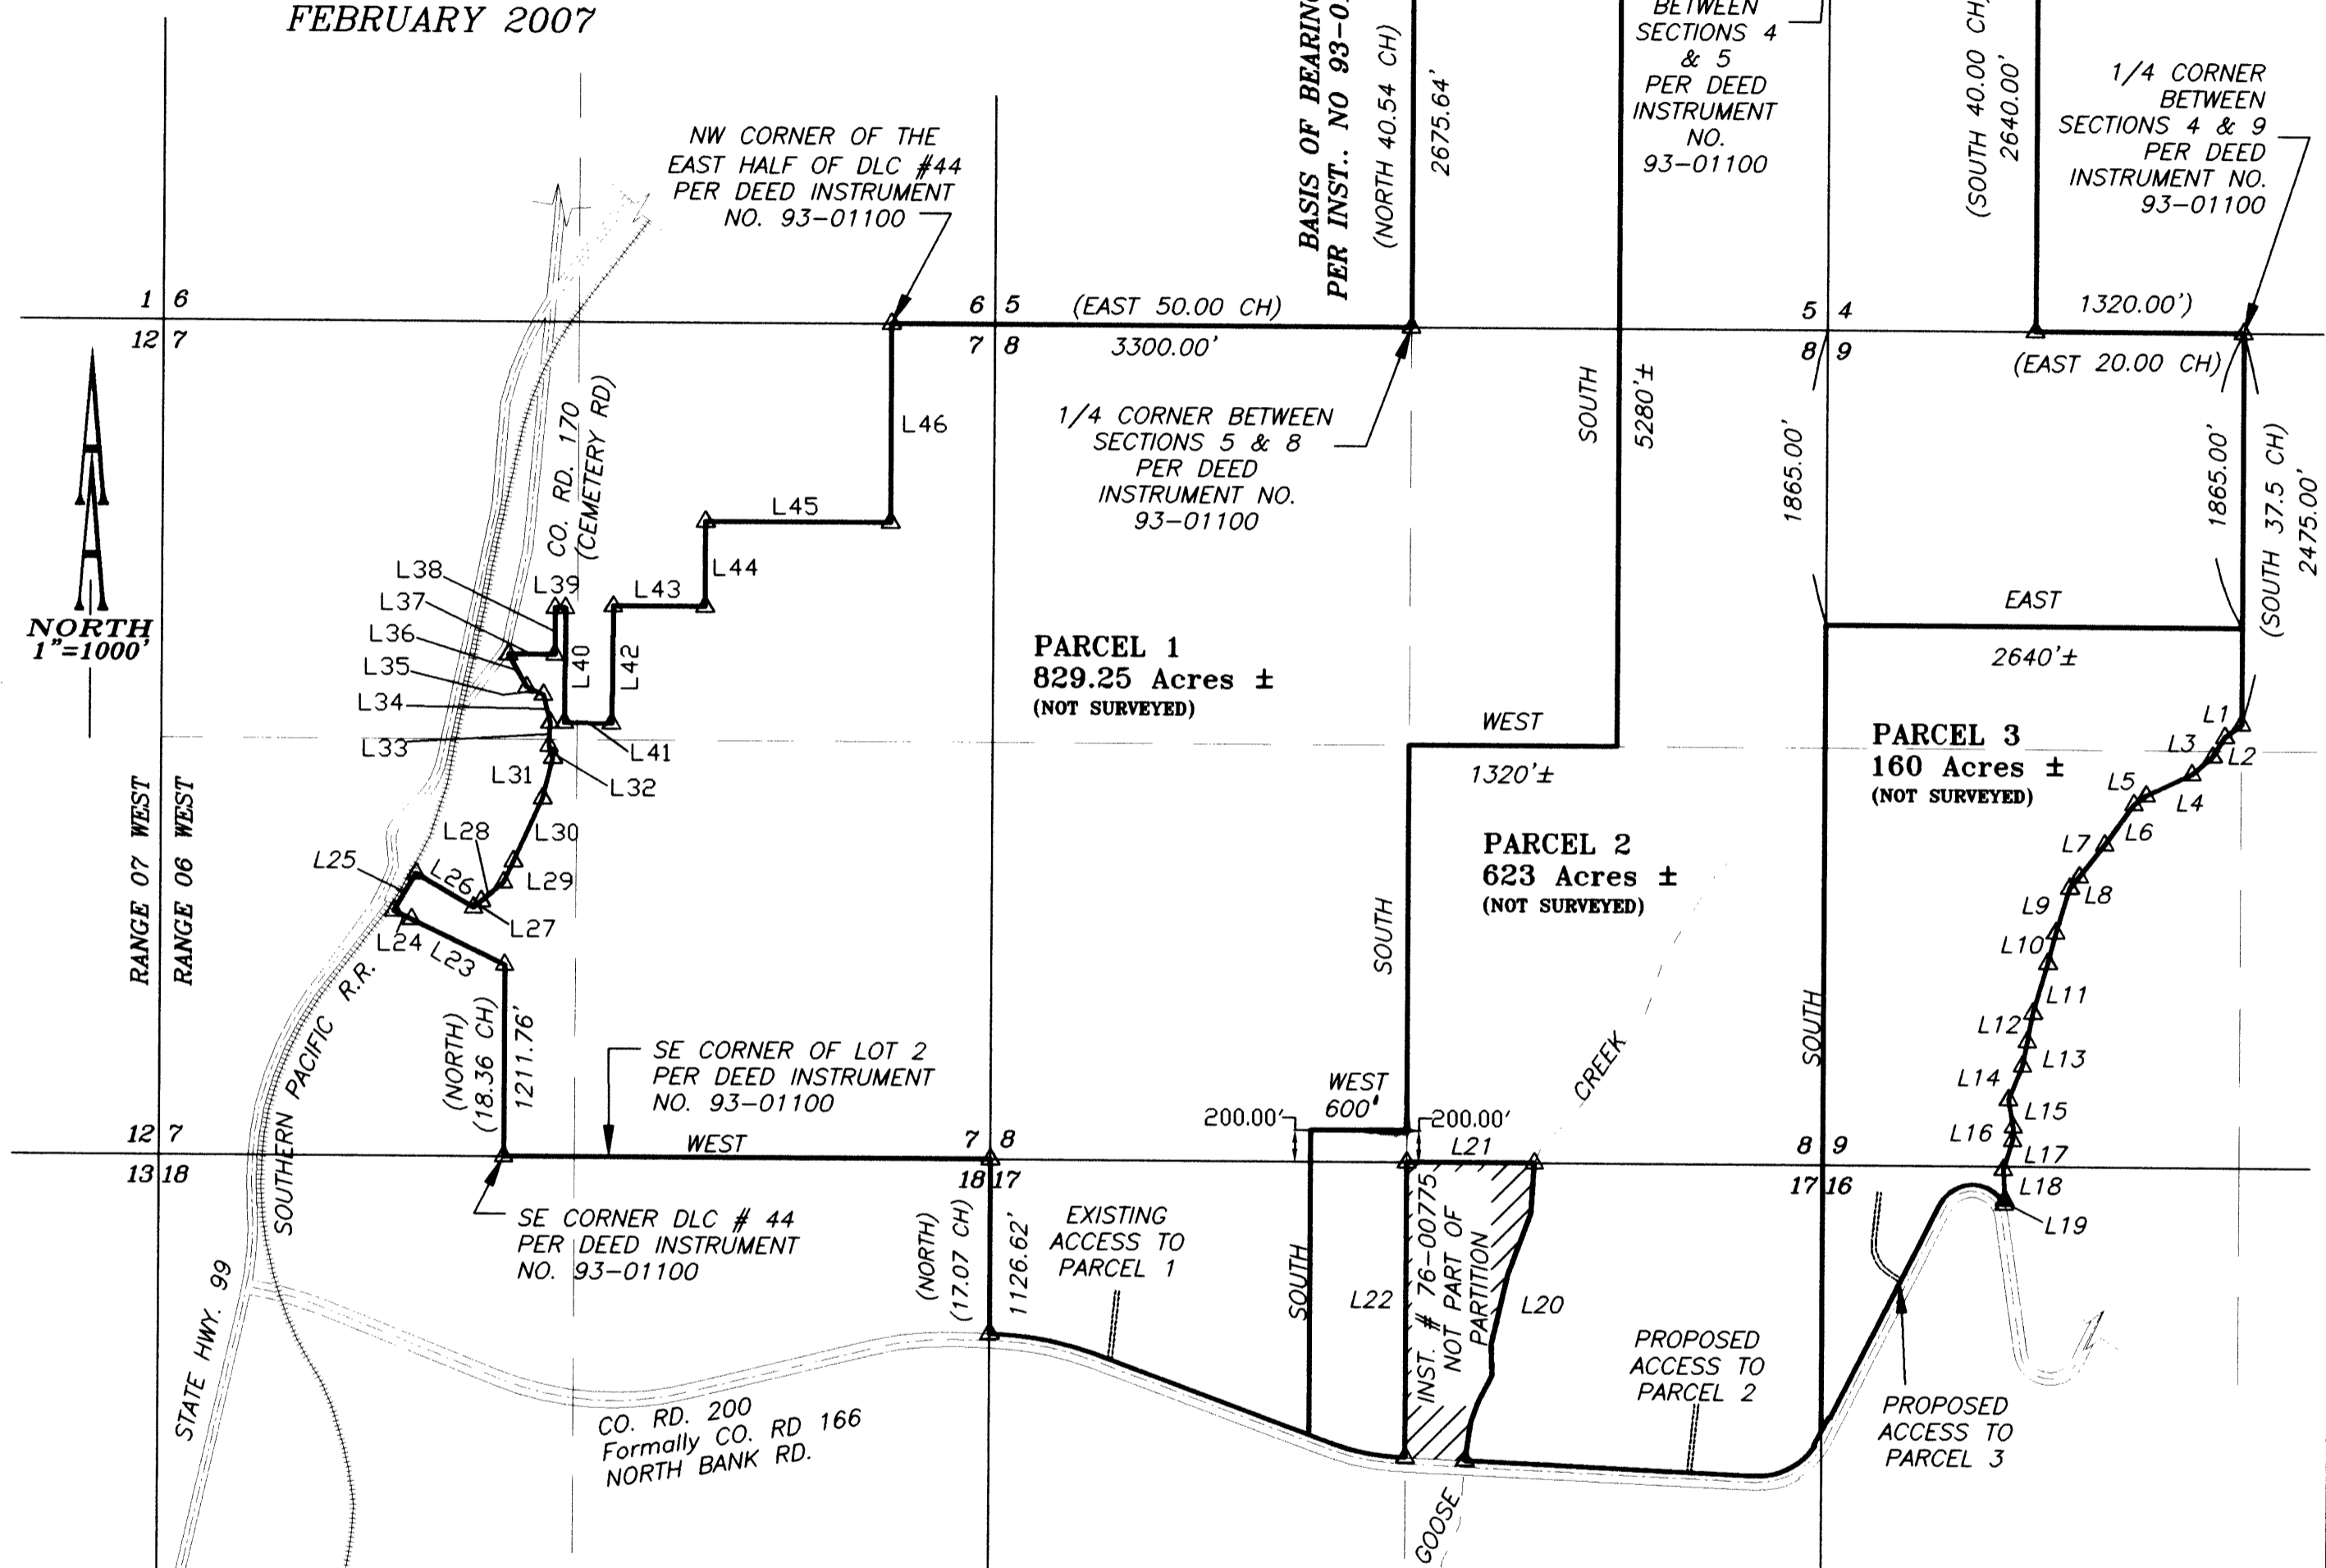 FEBRUARY 2007
NW CORNER OF THE
EAST HALF OF DLC #44
PER DEED INSTRUMENT
NO. 93-01100
BASIS OF BEARING
PER INST.. NO 93-0
(NORTH 40.54 CH)
2675.64'
BETWEEN
SECTIONS 4
& 5
PER DEED
INSTRUMENT
NO.
93-01100
(SOUTH 40.00 CH)
2640.00'
1/4 CORNER
BETWEEN
SECTIONS 4 & 9
PER DEED
INSTRUMENT NO.
93-01100
1 6
12 7
6 5
7 8
(EAST 50.00 CH)
3300.00'
5 4
8 9
1320.00')
(EAST 20.00 CH)
NORTH
1"=1000'
CO. RD. 170
(CEMETERY RD)
L46
L45
L44
L43
L42
L41
L40
L39
L38
L37
L36
L35
L34
L33
L32
L31
L30
L29
L28
L27
L26
L25
L24
L23
1/4 CORNER BETWEEN
SECTIONS 5 & 8
PER DEED
INSTRUMENT NO.
93-01100
SOUTH
5280'±
1865.00'
1865.00'
(SOUTH 37.5 CH)
2475.00'
EAST
2640'±
PARCEL 1
829.25 Acres ±
(NOT SURVEYED)
WEST
1320'±
PARCEL 2
623 Acres ±
(NOT SURVEYED)
PARCEL 3
160 Acres ±
(NOT SURVEYED)
L1
L2
L3
L4
L5
L6
L7
L8
L9
L10
L11
L12
L13
L14
L15
L16
L17
L18
L19
RANGE 07 WEST
RANGE 06 WEST
SOUTHERN PACIFIC R.R.
(NORTH)
(18.36 CH)
1211.76'
SE CORNER OF LOT 2
PER DEED INSTRUMENT
NO. 93-01100
WEST
SOUTH
SOUTH
CREEK
WEST
600'
200.00'
200.00'
L21
12 7
13 18
7 8
18 17
8 9
17 16
SE CORNER DLC # 44
PER DEED INSTRUMENT
NO. 93-01100
(NORTH)
(17.07 CH)
1126.62'
EXISTING
ACCESS TO
PARCEL 1
SOUTH
L22
INST. # 76-00775
NOT PART OF
PARTITION
L20
PROPOSED
ACCESS TO
PARCEL 2
PROPOSED
ACCESS TO
PARCEL 3
STATE HWY. 99
CO. RD. 200
Formally CO. RD 166
NORTH BANK RD.
GOOSE